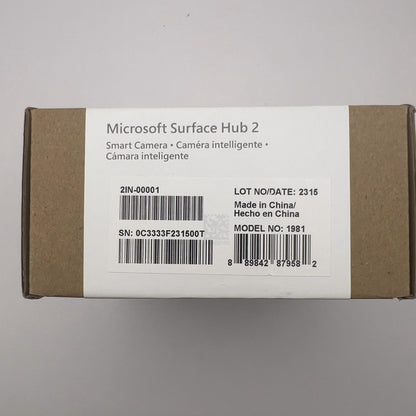 Microsoft Surface Hub 2
Smart Camera • Caméra intelligente •
Cámara inteligente
2IN-00001
LOT NO/DATE: 2315
Made in China/
Hecho en China
SN: 0C3333F231500T
MODEL NO: 1981
8 89842 87958 2